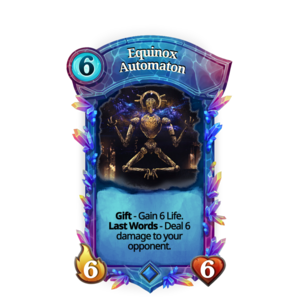 Equinox
6
Automaton
Gift - Gain 6 Life.
Last Words - Deal 6
damage to your
opponent.
6
6